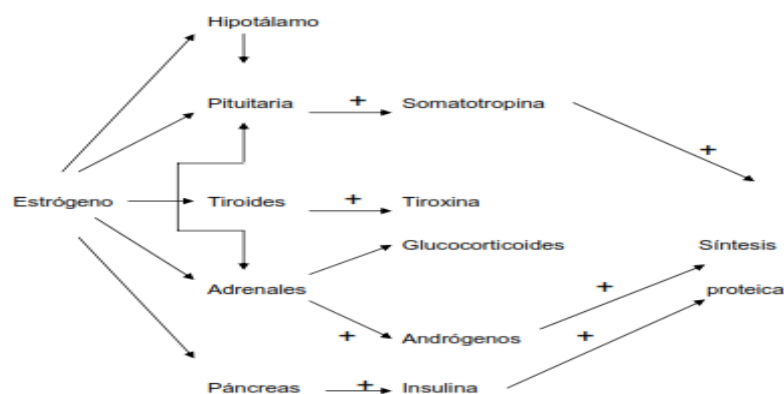 Hipotálamo
Pituitaria + Somatotropina
+
Estrógeno Tiroides + Tiroxina
Glucocorticoides Síntesis
Adrenales + proteica
+ Andrógenos +
Páncreas + Insulina